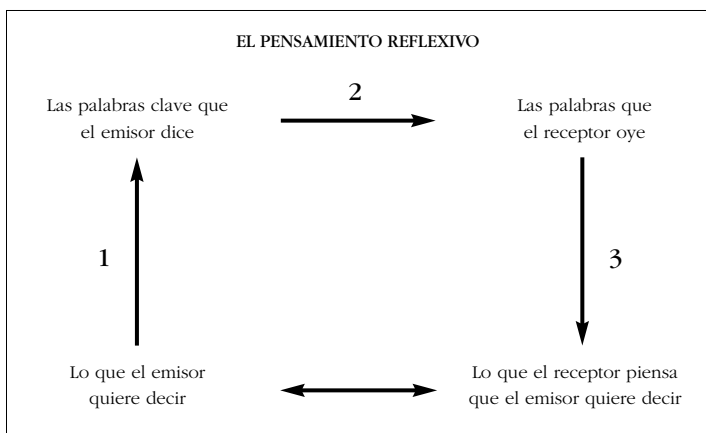 EL PENSAMIENTO REFLEXIVO
Las palabras clave que
el emisor dice
2
Las palabras que
el receptor oye
1
3
Lo que el emisor
quiere decir
Lo que el receptor piensa
que el emisor quiere decir